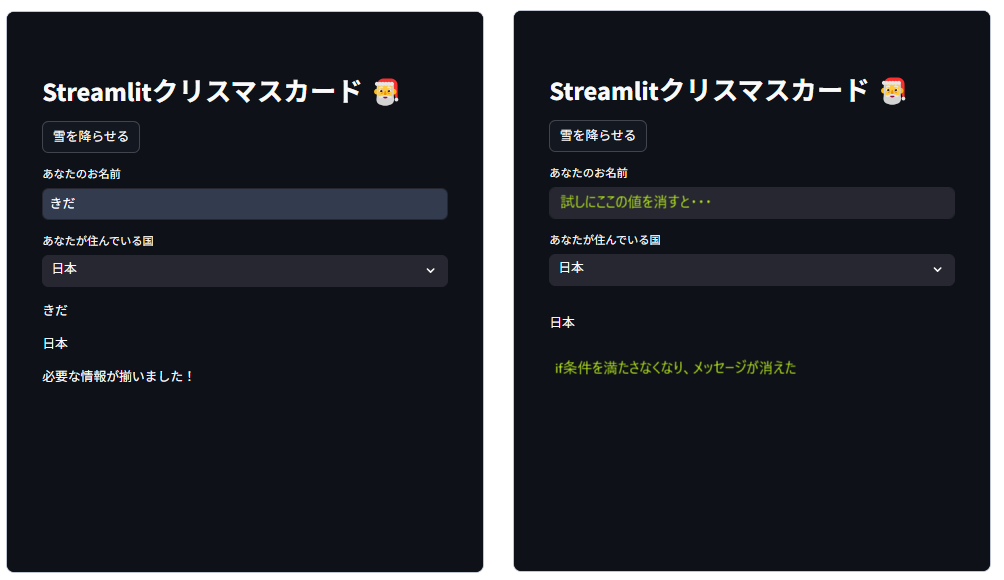 Streamlitクリスマスカード 🎅
雪を降らせる
あなたのお名前
きだ
あなたが住んでいる国
日本
きだ
日本
必要な情報が揃いました！
Streamlitクリスマスカード 🎅
雪を降らせる
あなたのお名前
試しにここの値を消すと・・・
あなたが住んでいる国
日本
日本
if条件を満たさなくなり、メッセージが消えた